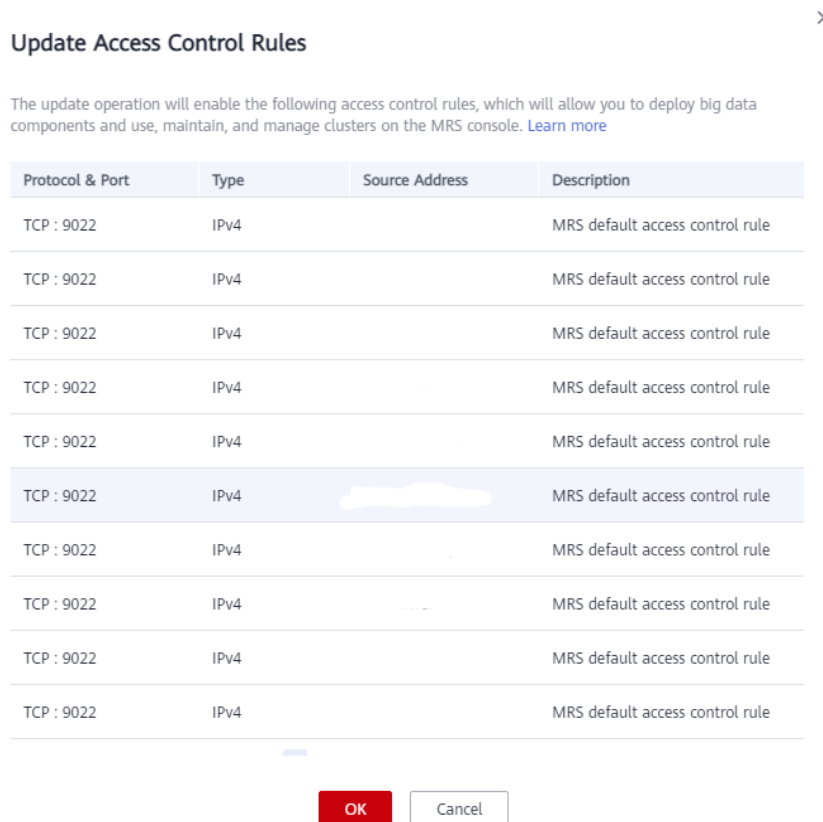 Update Access Control Rules
The update operation will enable the following access control rules, which will allow you to deploy big data
components and use, maintain, and manage clusters on the MRS console. Learn more
Protocol & Port Type Source Address Description
TCP : 9022 IPv4 MRS default access control rule
TCP : 9022 IPv4 MRS default access control rule
TCP : 9022 IPv4 MRS default access control rule
TCP : 9022 IPv4 MRS default access control rule
TCP : 9022 IPv4 MRS default access control rule
TCP : 9022 IPv4 MRS default access control rule
TCP : 9022 IPv4 MRS default access control rule
TCP : 9022 IPv4 MRS default access control rule
TCP : 9022 IPv4 MRS default access control rule
TCP : 9022 IPv4 MRS default access control rule
OK Cancel